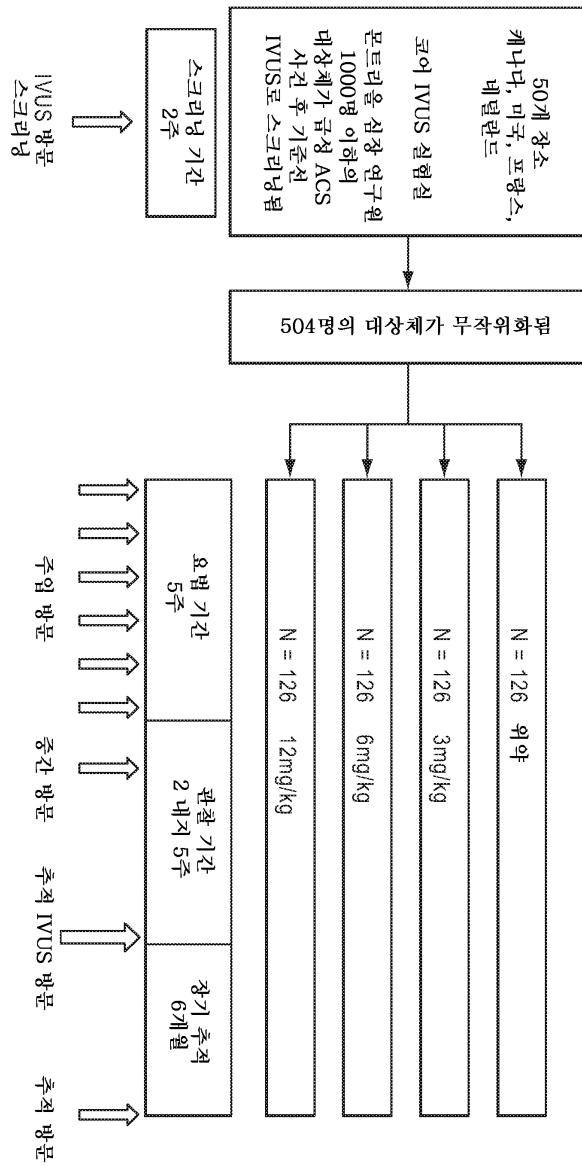 50개 장소
캐나다, 미국, 프랑스,
네덜란드
코어 IVUS 실험실
몬트리올 심장 연구원
1000명 이하의
대상체가 급성 ACS
사건 후 기준선
IVUS로 스크리닝됨
504명의 대상체가 무작위화됨
N = 126 위약
N = 126 3mg/kg
N = 126 6mg/kg
N = 126 12mg/kg
스크리닝 기간
2주
요법 기간
5주
관찰 기간
2 내지 5주
장기 추적
6개월
IVUS 방문
스크리닝
주입 방문
중간 방문
추적 IVUS 방문
추적 방문